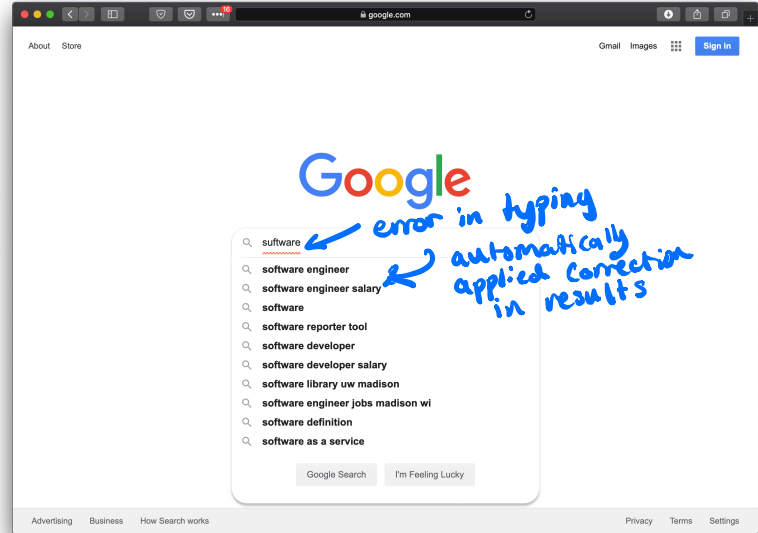 16
google.com
About Store
Gmail Images Sign in
Google
error in typing
suftware
automatically
applied correction
in results
software engineer
software engineer salary
software
software reporter tool
software developer
software developer salary
software library uw madison
software engineer jobs madison wi
software definition
software as a service
Google Search I'm Feeling Lucky
Advertising Business How Search works Privacy Terms Settings